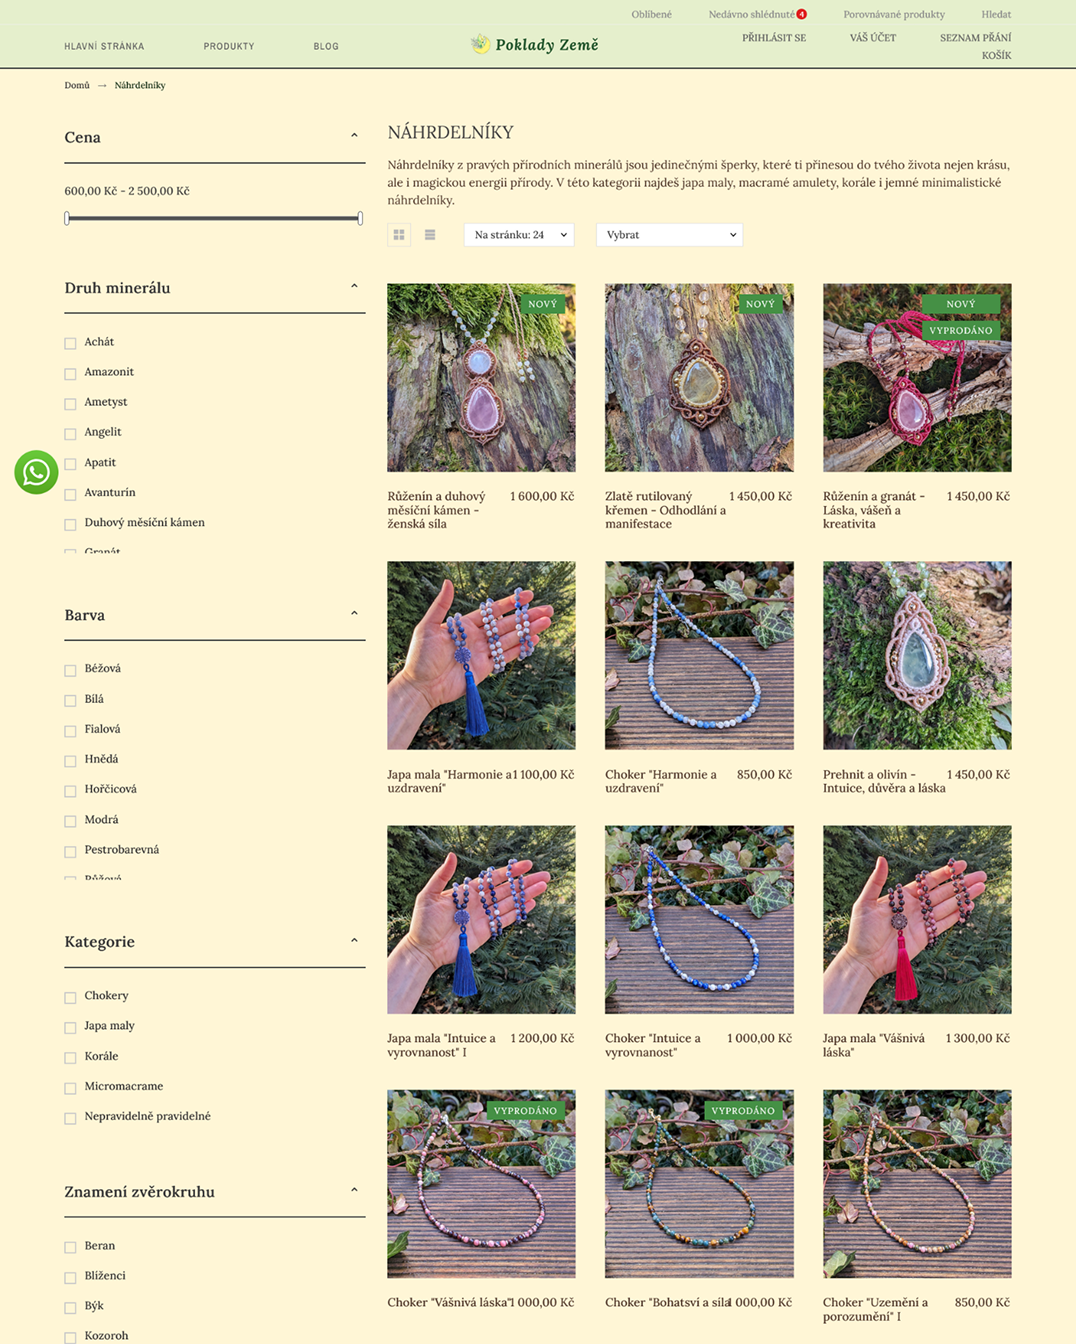 Oblíbené
Nedávno shlédnuté 4
Porovnávané produkty
Hledat
HLAVNÍ STRÁNKA
PRODUKTY
BLOG
Poklady Země
PŘIHLÁSIT SE
VÁŠ ÚČET
SEZNAM PŘÁNÍ
KOŠÍK
Domů → Náhrdelníky
Cena
600,00 Kč - 2 500,00 Kč
Druh minerálu
Achát
Amazonit
Ametyst
Angelit
Apatit
Avanturín
Duhový měsíční kámen
Granát
Barva
Béžová
Bílá
Fialová
Hnědá
Hořčicová
Modrá
Pestrobarevná
Růžová
Kategorie
Chokery
Japa maly
Korále
Micromacrame
Nepravidelně pravidelné
Znamení zvěrokruhu
Beran
Blíženci
Býk
Kozoroh
NÁHRDELNÍKY
Náhrdelníky z pravých přírodních minerálů jsou jedinečnými šperky, které ti přinesou do tvého života nejen krásu,
ale i magickou energii přírody. V této kategorii najdeš japa maly, macramé amulety, korále i jemné minimalistické
náhrdelníky.
Na stránku: 24
Vybrat
NOVÝ
NOVÝ
NOVÝ
VYPRODÁNO
Růženín a duhový
měsíční kámen -
ženská síla
1 600,00 Kč
Zlatě rutilovaný
křemen - Odhodlání a
manifestace
1 450,00 Kč
Růženín a granát -
Láska, vášeň a
kreativita
1 450,00 Kč
Japa mala "Harmonie a
uzdravení"
1 100,00 Kč
Choker "Harmonie a
uzdravení"
850,00 Kč
Prehnit a olivín -
Intuice, důvěra a láska
1 450,00 Kč
Japa mala "Intuice a
vyrovnanost" I
1 200,00 Kč
Choker "Intuice a
vyrovnanost"
1 000,00 Kč
Japa mala "Vášnivá
láska"
1 300,00 Kč
VYPRODÁNO
VYPRODÁNO
Choker "Vášnivá láska"
1 000,00 Kč
Choker "Bohatsví a síla
1 000,00 Kč
Choker "Uzemění a
porozumění" I
850,00 Kč